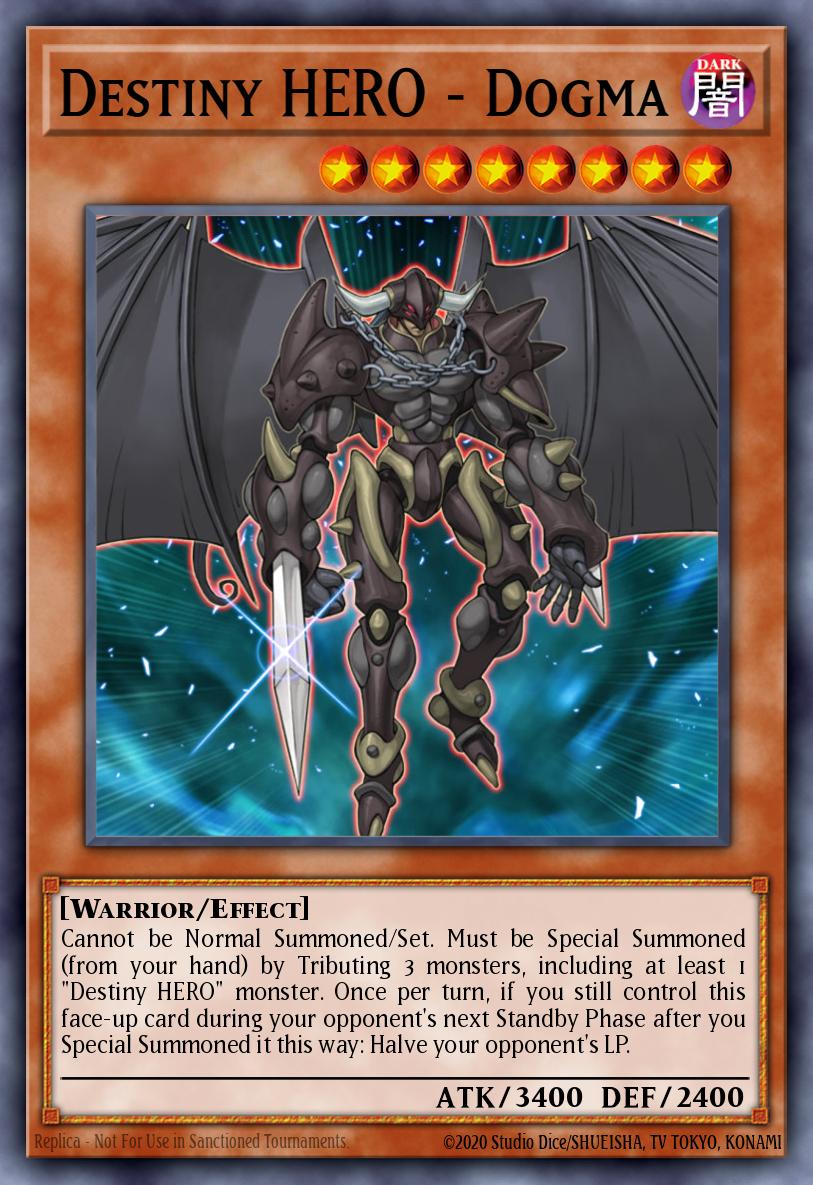 Destiny HERO - Dogma
DARK
闇
[Warrior/Effect]
Cannot be Normal Summoned/Set. Must be Special Summoned
(from your hand) by Tributing 3 monsters, including at least 1
"Destiny HERO" monster. Once per turn, if you still control this
face-up card during your opponent's next Standby Phase after you
Special Summoned it this way: Halve your opponent's LP.
ATK/3400 DEF/2400
Replica - Not For Use in Sanctioned Tournaments.
©2020 Studio Dice/SHUEISHA, TV TOKYO, KONAMI